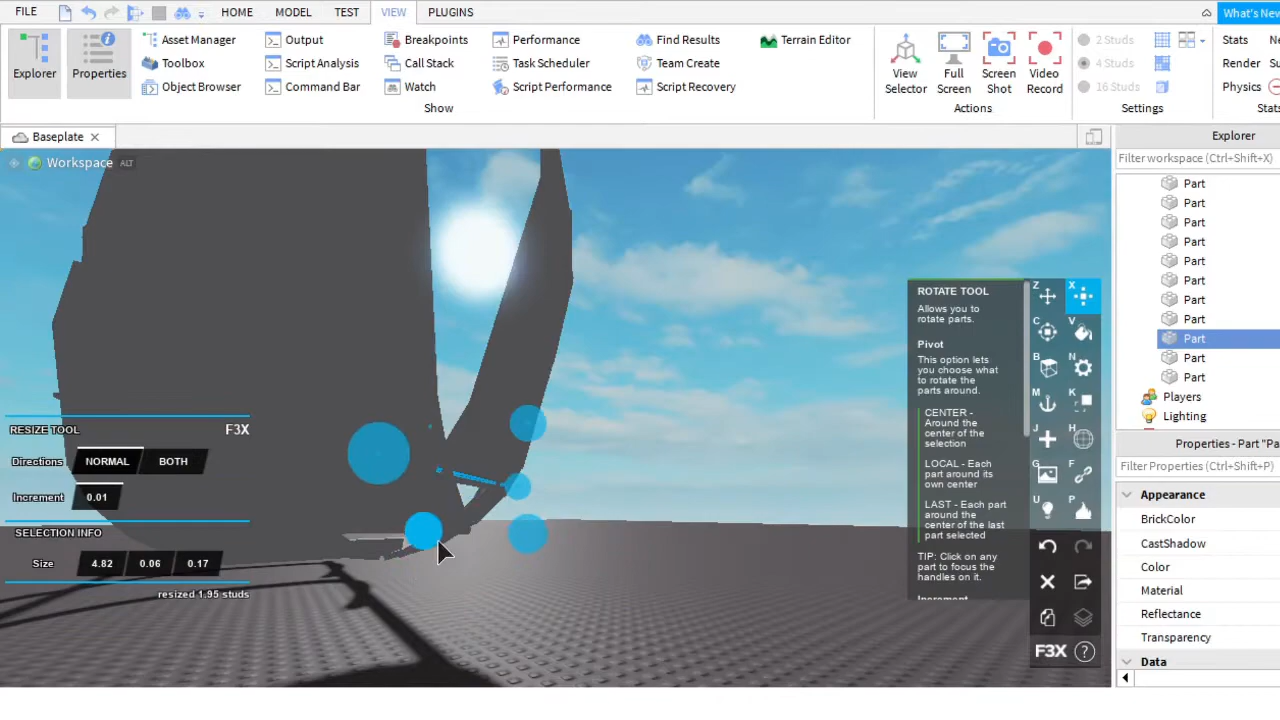 FILE HOME MODEL TEST VIEW PLUGINS What's New
Explorer
Properties
Asset Manager
Toolbox
Object Browser
Output
Script Analysis
Command Bar
Breakpoints
Call Stack
Watch
Performance
Task Scheduler
Script Performance
Find Results
Team Create
Script Recovery
Terrain Editor
Show
View
Selector
Full
Screen
Screen
Shot
Video
Record
Actions
2 Studs
4 Studs
16 Studs
Settings
Stats
Render
Physics
Baseplate
Workspace ALT
RESIZE TOOL F3X
Directions NORMAL BOTH
Increment 0.01
SELECTION INFO
Size 4.82 0.06 0.17
resized 1.95 studs
ROTATE TOOL
Allows you to
rotate parts.
Pivot
This option lets
you choose what
to rotate the
parts around.
CENTER -
Around the
center of the
selection
LOCAL - Each
part around its
own center
LAST - Each part
around the
center of the last
part selected
TIP: Click on any
part to focus the
handles on it.
Increment
Z X
C V
B N
M K
J H
G F
U P
F3X ?
Explorer
Filter workspace (Ctrl+Shift+X)
Part
Part
Part
Part
Part
Part
Part
Part
Part
Part
Part
Players
Lighting
Properties - Part "Pa
Filter Properties (Ctrl+Shift+P)
Appearance
BrickColor
CastShadow
Color
Material
Reflectance
Transparency
Data